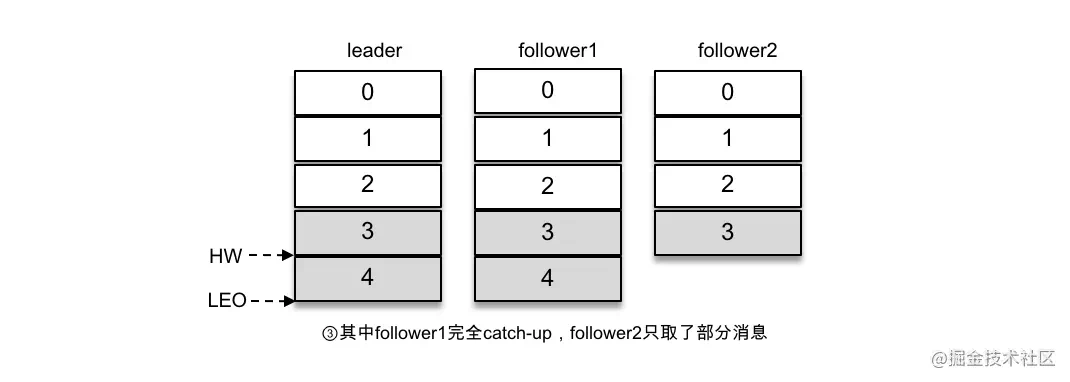 leader follower1 follower2
0 0 0
1 1 1
2 2 2
3 3 3
HW
4 4
LEO
③其中follower1完全catch-up，follower2只取了部分消息
@掘金技术社区